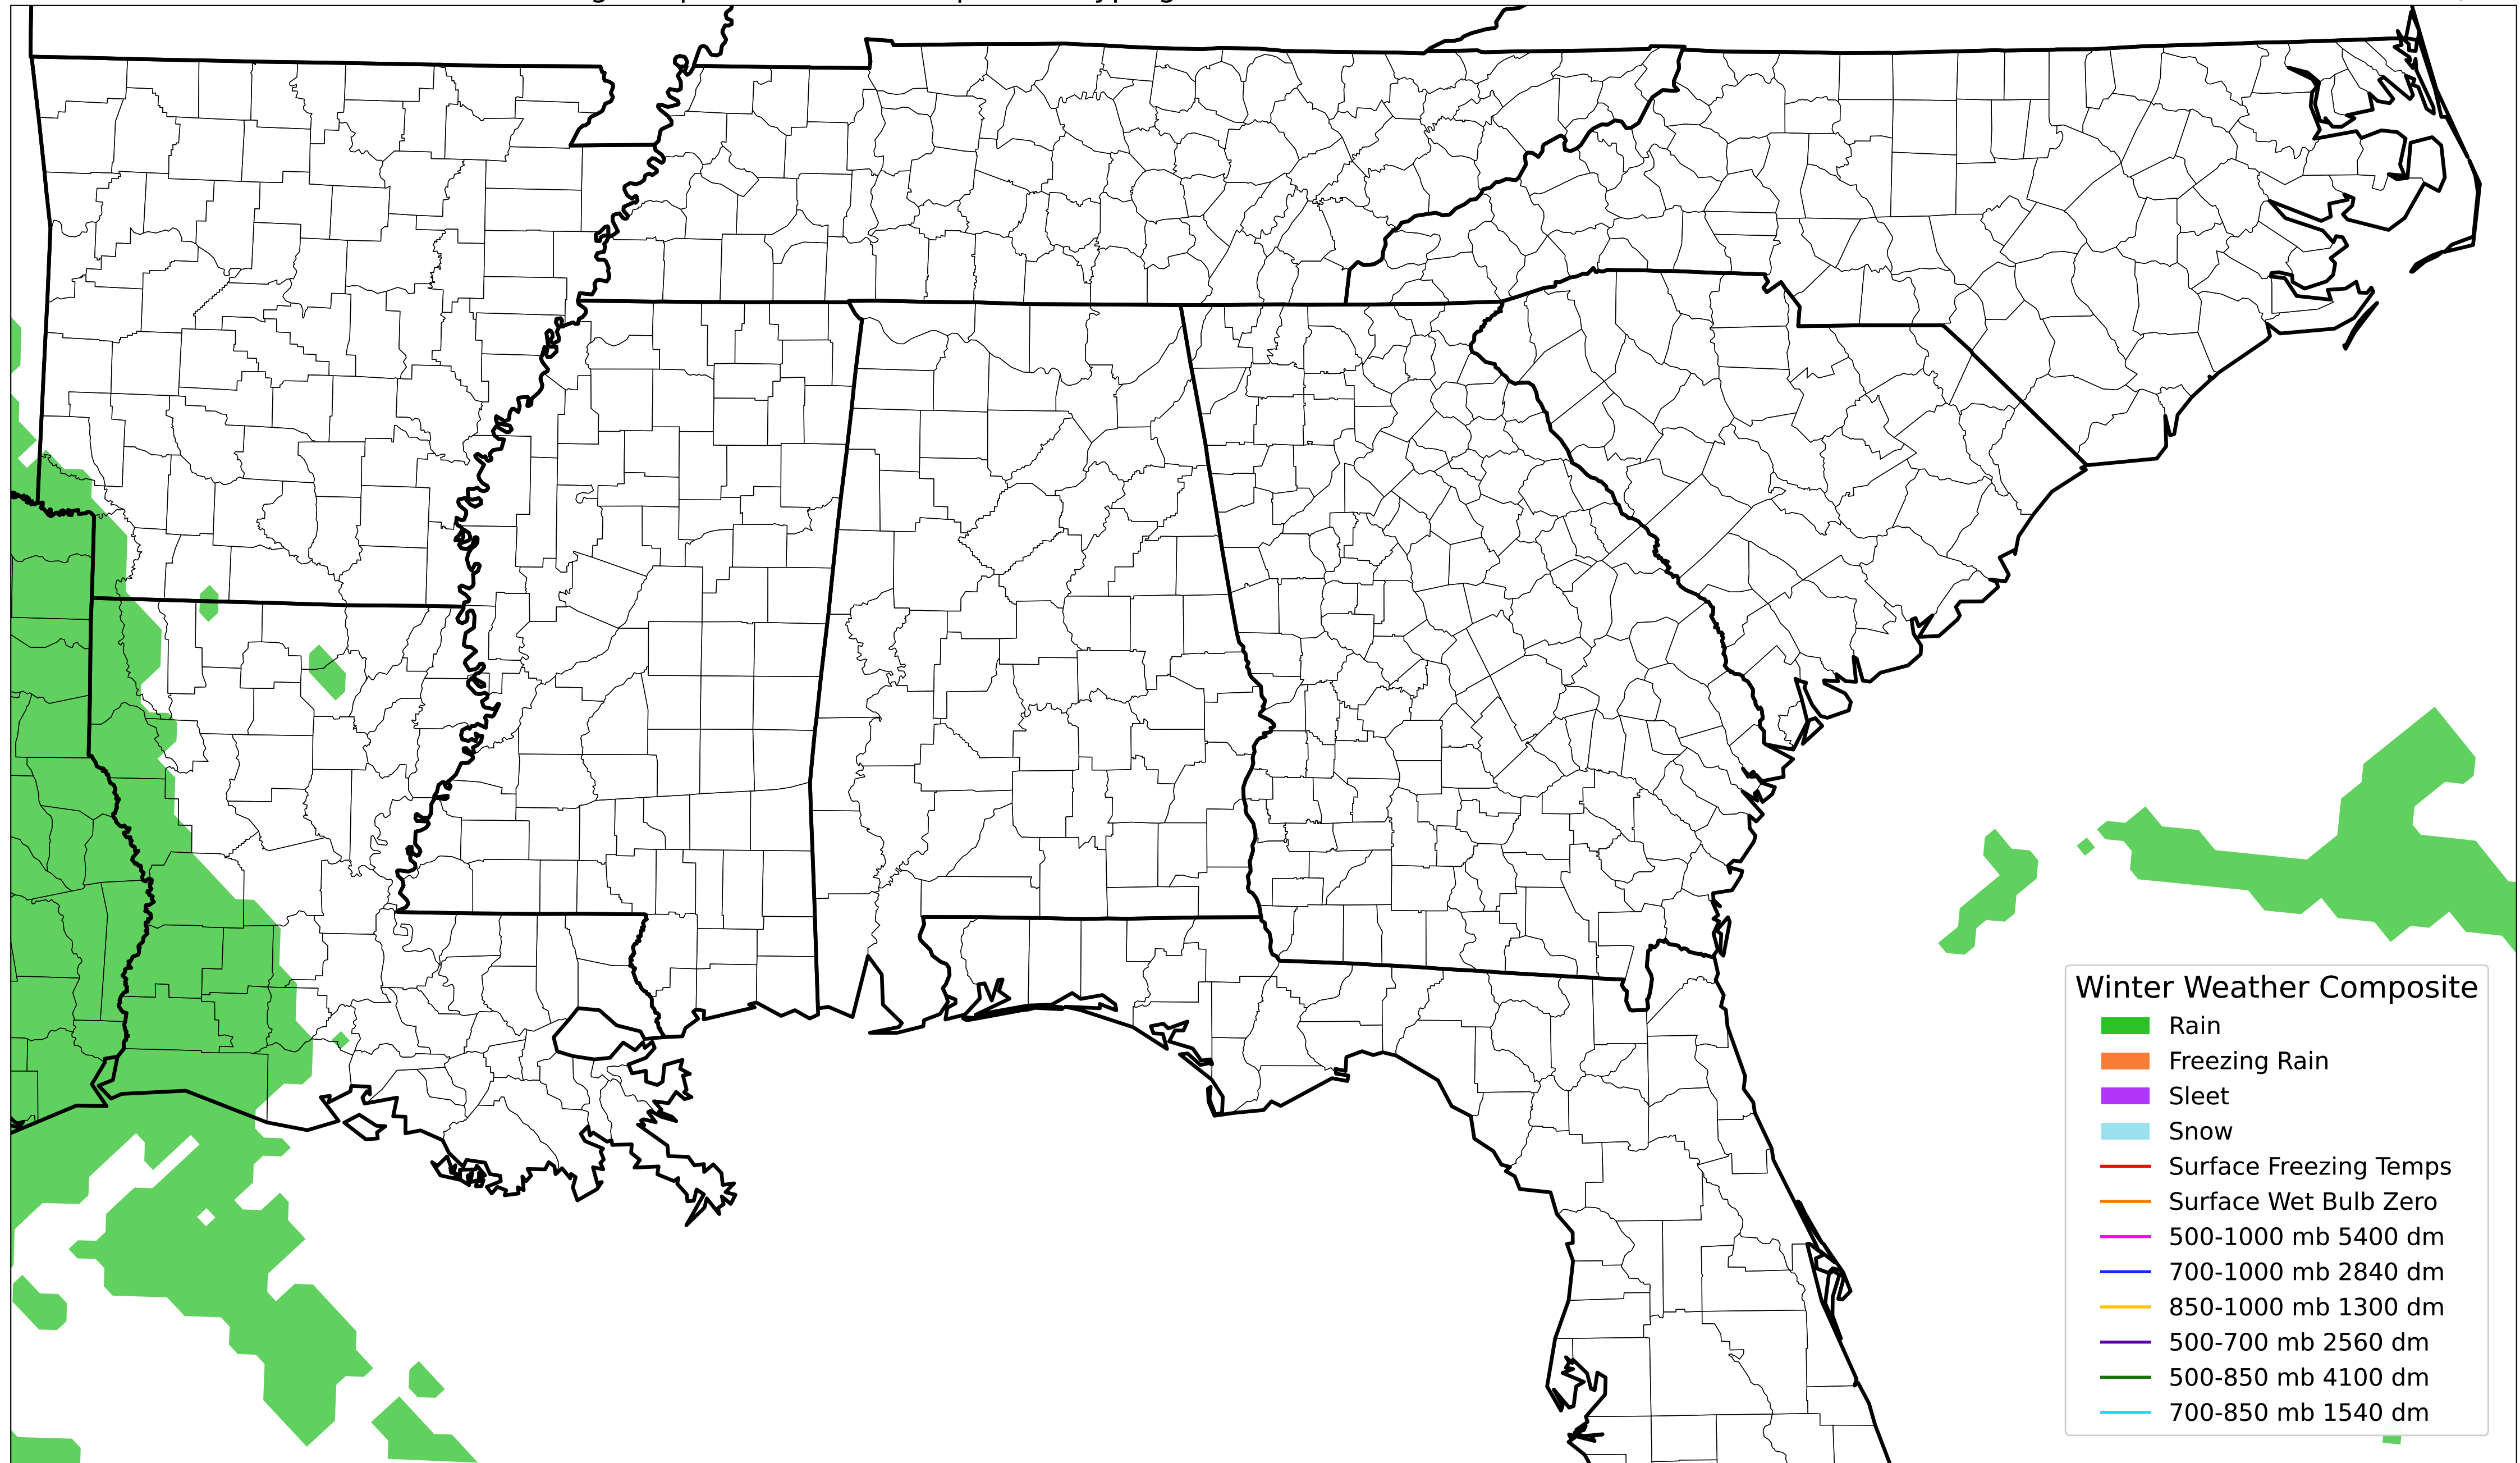 Winter Weather Composite
Rain
Freezing Rain
Sleet
Snow
Surface Freezing Temps
Surface Wet Bulb Zero
500-1000 mb 5400 dm
700-1000 mb 2840 dm
850-1000 mb 1300 dm
500-700 mb 2560 dm
500-850 mb 4100 dm
700-850 mb 1540 dm